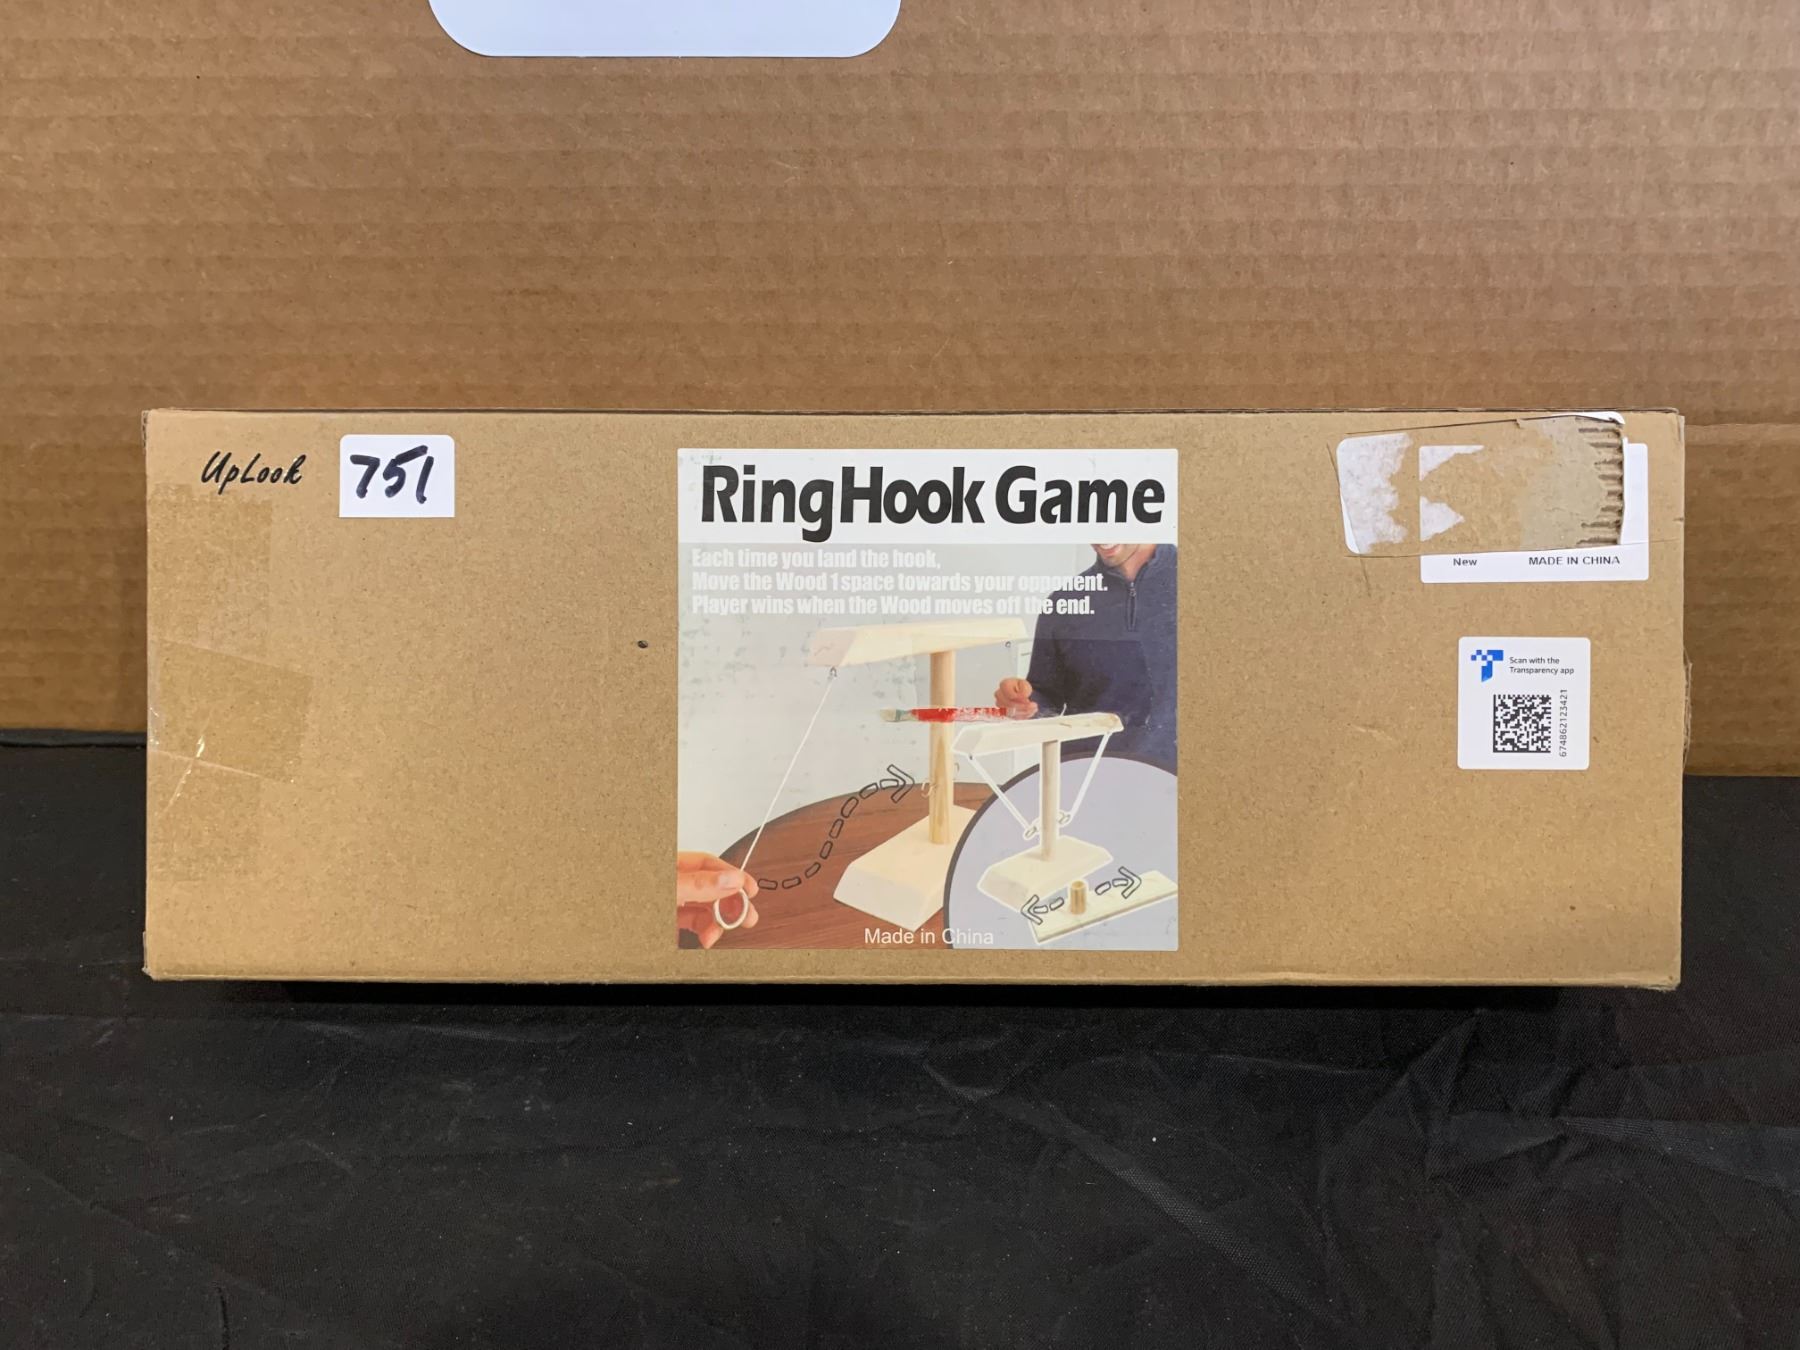 UpLook
751
RingHook Game
Each time you land the hook,
Move the Wood 1 space towards your opponent.
Player wins when the Wood moves off the end.
Made in China
New MADE IN CHINA
Scan with the
Transparency app
674862123421